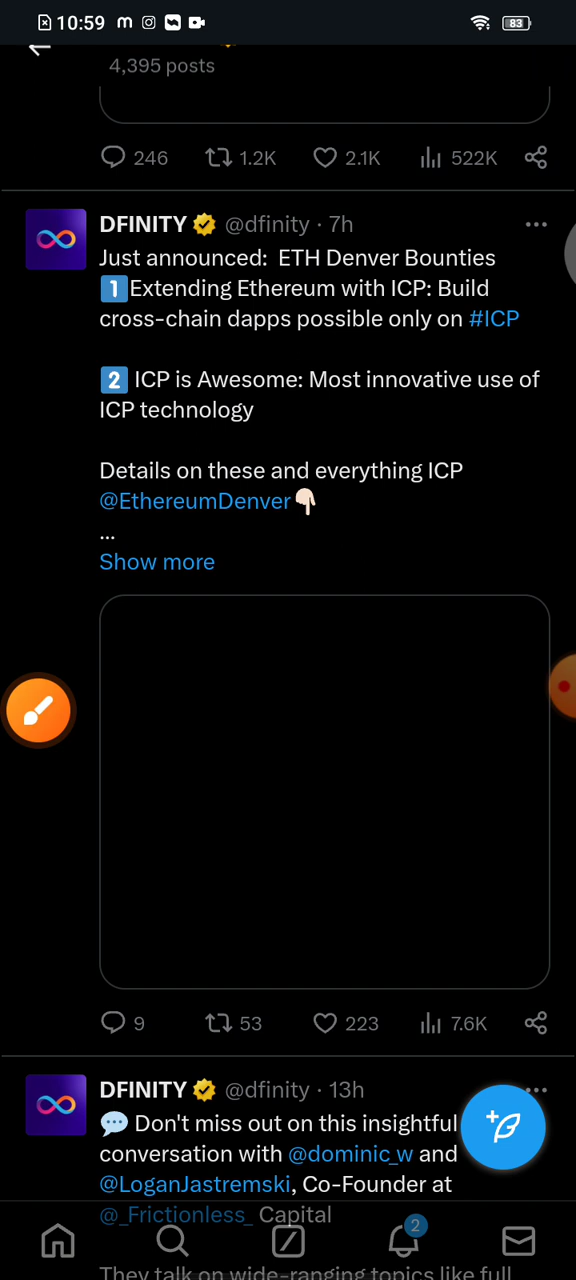 10:59
83
4,395 posts
246 1.2K 2.1K 522K
DFINITY @dfinity · 7h
Just announced: ETH Denver Bounties
1️⃣Extending Ethereum with ICP: Build
cross-chain dapps possible only on #ICP
2️⃣ ICP is Awesome: Most innovative use of
ICP technology
Details on these and everything ICP
@EthereumDenver👇🏻
...
Show more
9 53 223 7.6K
DFINITY @dfinity · 13h
💬 Don't miss out on this insightful
conversation with @dominic_w and
@LoganJastremski, Co-Founder at
@_Frictionless_ Capital
2
They talk on wide-ranging topics like full